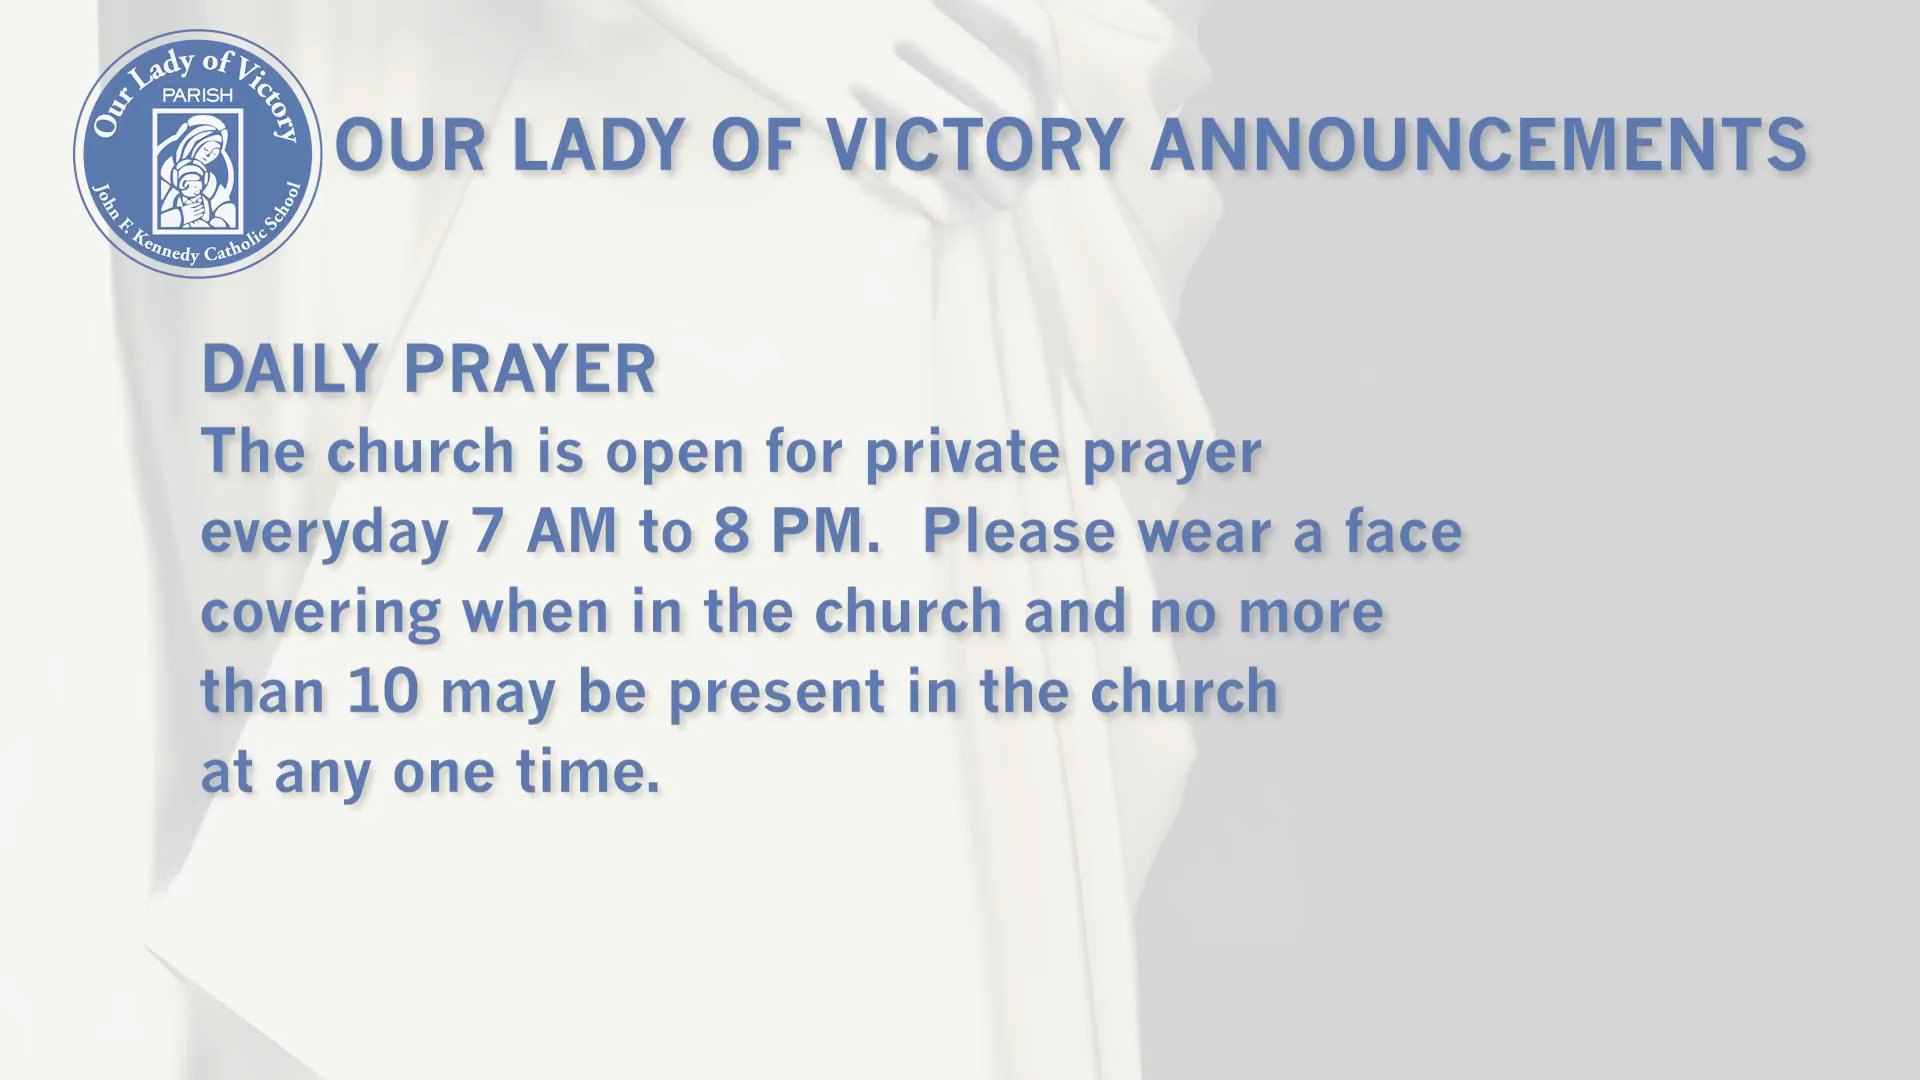 Our Lady of Victory
PARISH
John F. Kennedy Catholic School
OUR LADY OF VICTORY ANNOUNCEMENTS
DAILY PRAYER
The church is open for private prayer
everyday 7 AM to 8 PM.  Please wear a face
covering when in the church and no more
than 10 may be present in the church
at any one time.